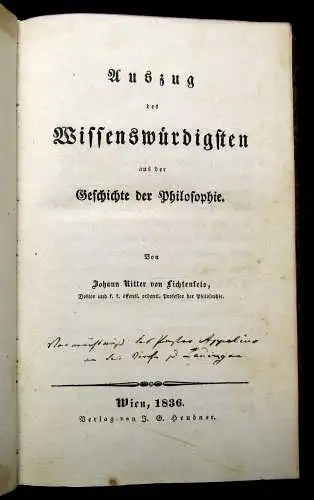 Auszug
des
Wissenswürdigsten
aus der
Geschichte der Philosophie.
Von
Johann Ritter von Lichtenfels,
Doktor und k. k. öffentl. ordentl. Professor der Philosophie.
Wien, 1836.
Verlag von J. G. Heubner.